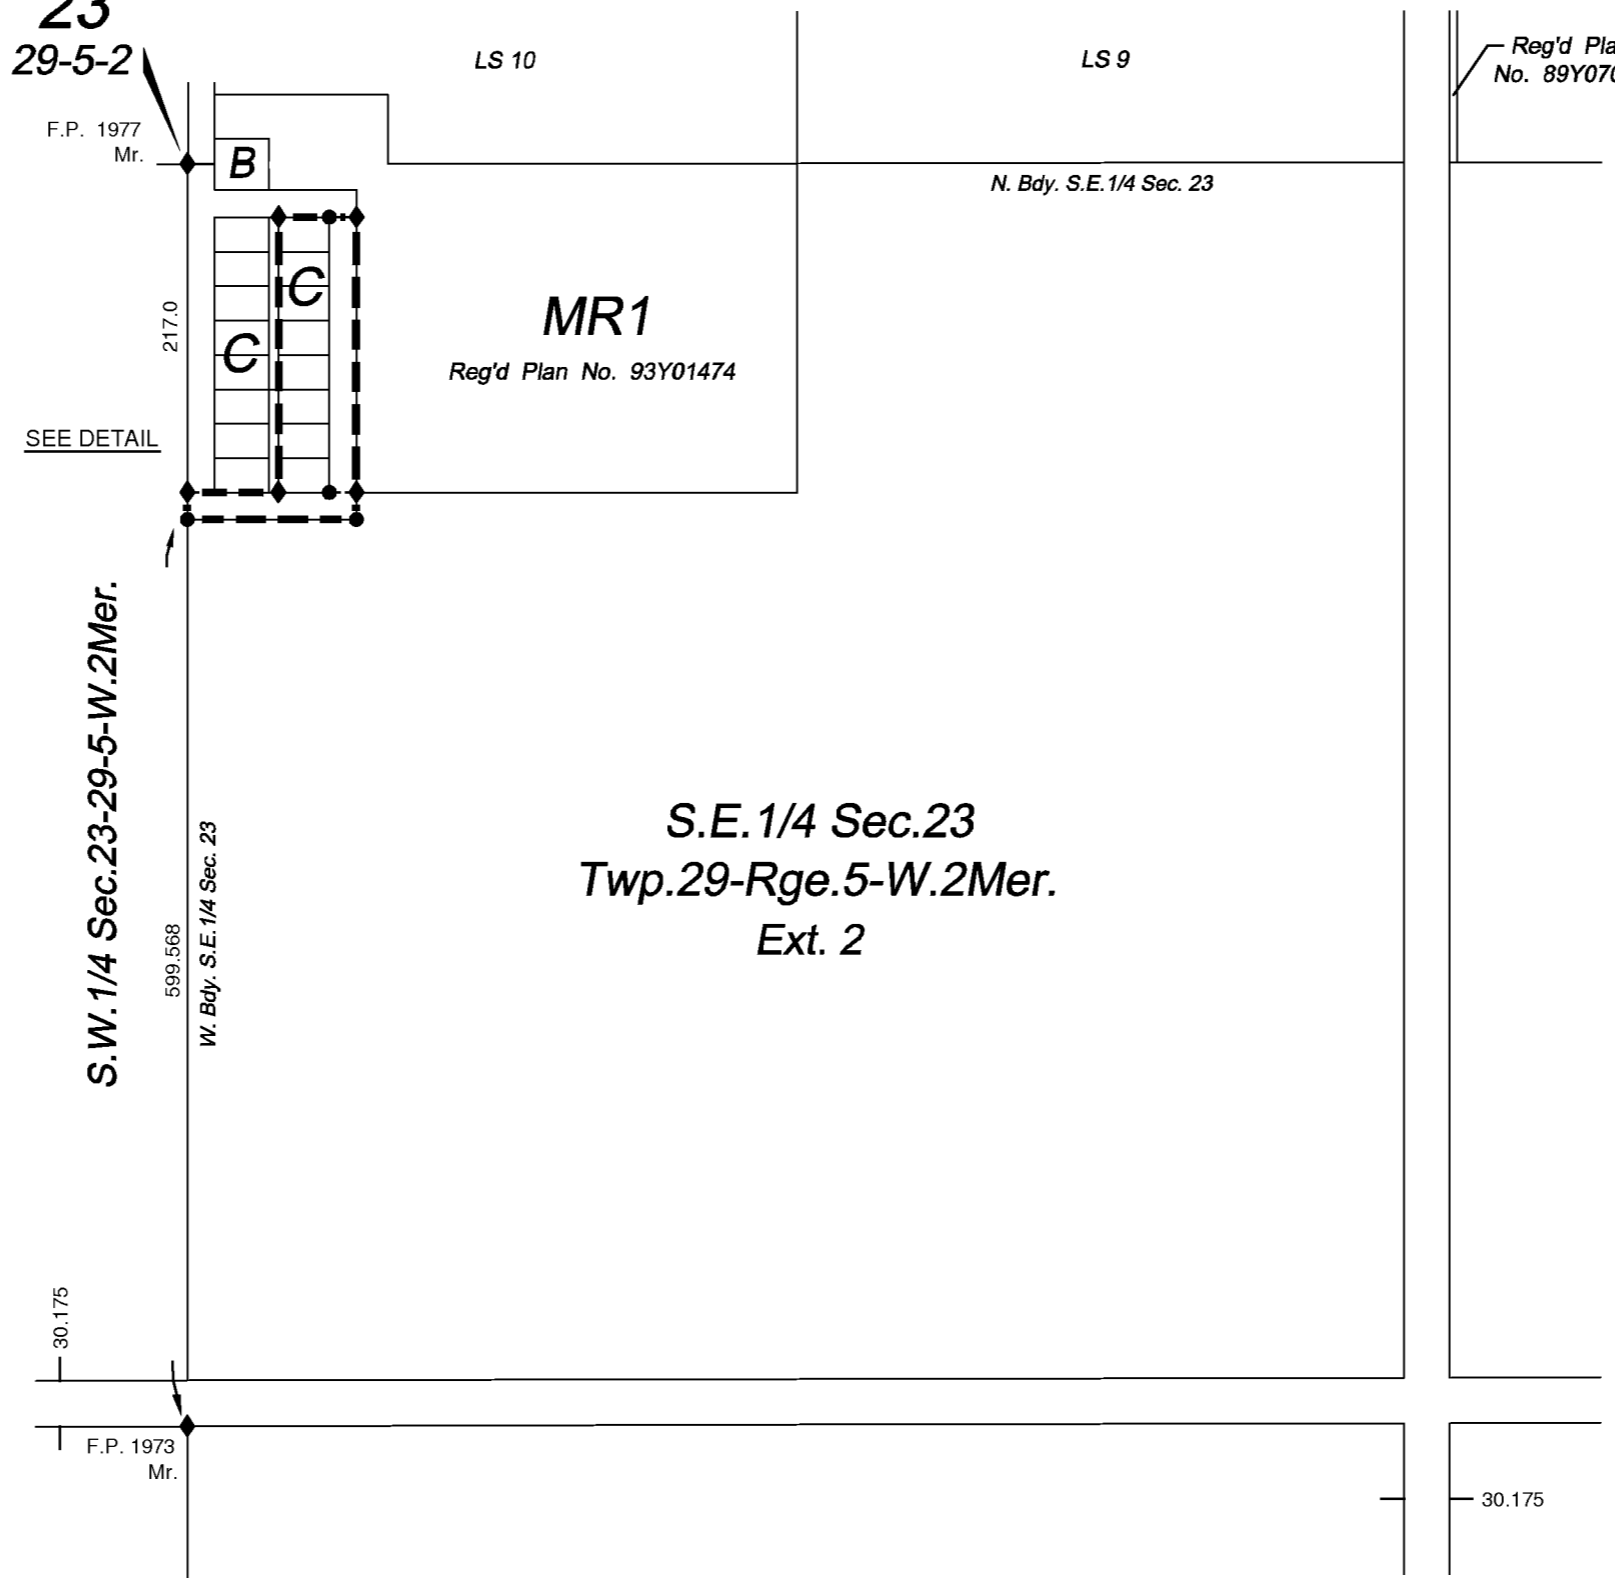 23
29-5-2
LS 10
LS 9
Reg'd Pla
No. 89Y070
F.P. 1977
Mr.
B
N. Bdy. S.E.1/4 Sec. 23
C
C
217.0
MR1
Reg'd Plan No. 93Y01474
SEE DETAIL
S.W.1/4 Sec.23-29-5-W.2Mer.
599.568
W. Bdy. S.E.1/4 Sec. 23
S.E.1/4 Sec.23
Twp.29-Rge.5-W.2Mer.
Ext. 2
30.175
F.P. 1973
Mr.
30.175